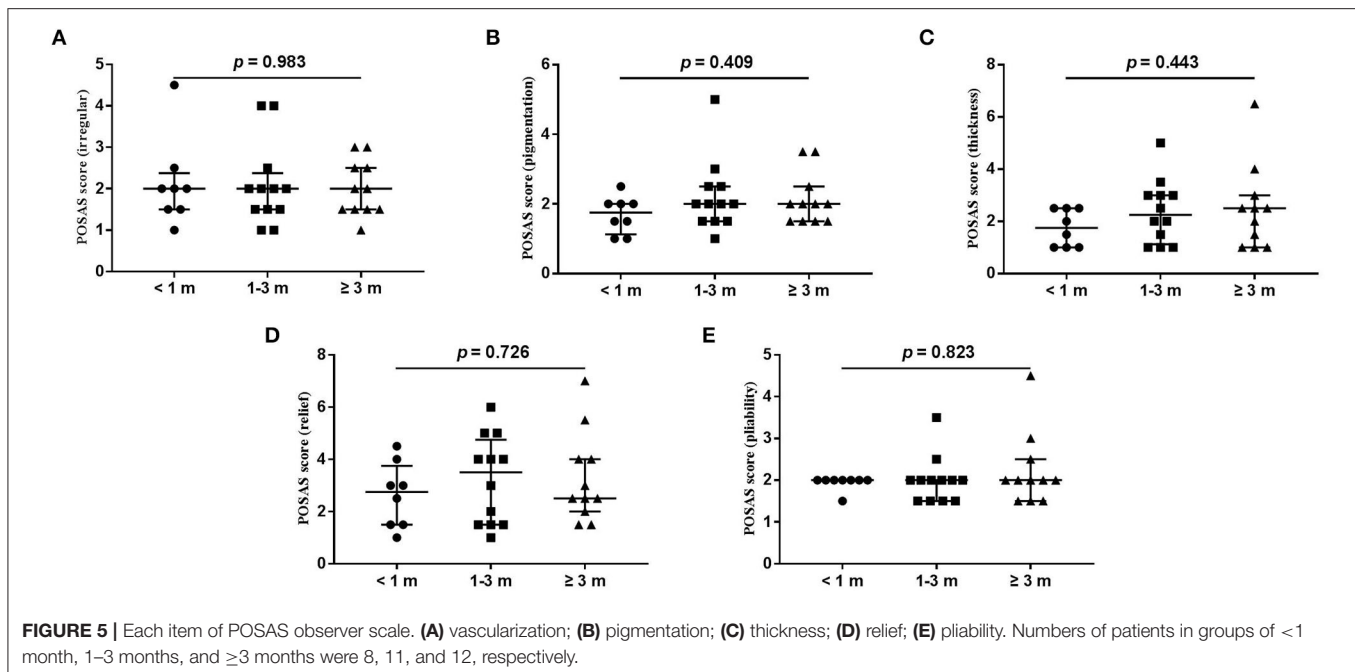 A
p = 0.983
POSAS score (irregular)
5
4
3
2
1
0
< 1 m 1-3 m ≥ 3 m
B
p = 0.409
POSAS score (pigmentation)
6
4
2
0
< 1 m 1-3 m ≥ 3 m
C
p = 0.443
POSAS score (thickness)
8
6
4
2
0
< 1 m 1-3 m ≥ 3 m
D
p = 0.726
POSAS score (relief)
8
6
4
2
0
< 1 m 1-3 m ≥ 3 m
E
p = 0.823
POSAS score (pliability)
5
4
3
2
1
0
< 1 m 1-3 m ≥ 3 m
FIGURE 5 | Each item of POSAS observer scale. (A) vascularization; (B) pigmentation; (C) thickness; (D) relief; (E) pliability. Numbers of patients in groups of <1
month, 1–3 months, and ≥3 months were 8, 11, and 12, respectively.